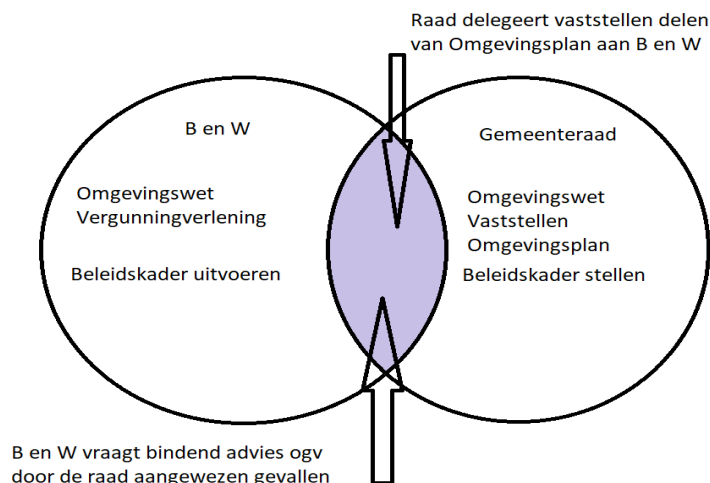 Raad delegeert vaststellen delen
van Omgevingsplan aan B en W
B en W
Omgevingswet
Vergunningverlening
Beleidskader uitvoeren
Gemeenteraad
Omgevingswet
Vaststellen
Omgevingsplan
Beleidskader stellen
B en W vraagt bindend advies ogv
door de raad aangewezen gevallen